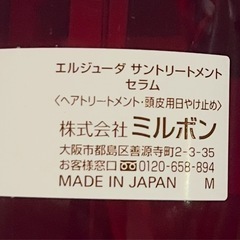 エルジューダ サントリートメント
セラム
〈ヘアトリートメント・頭皮用日やけ止め〉
株式会社 ミルボン
大阪市都島区善源寺町2-3-35
お客様窓口 0120-658-894
MADE IN JAPAN M